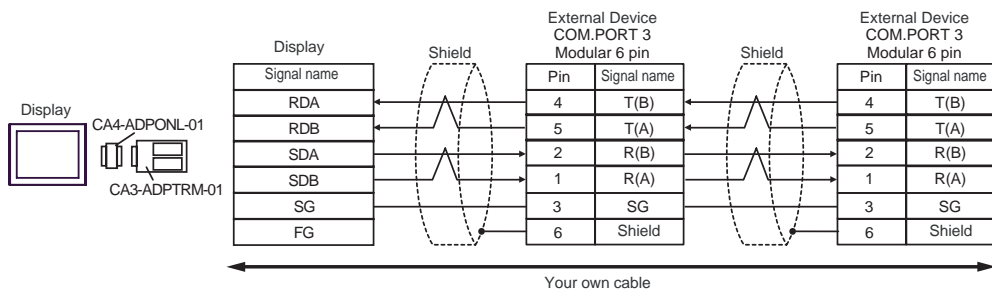 External Device External Device
COM.PORT 3 COM.PORT 3
Display Shield Modular 6 pin Shield Modular 6 pin
Signal name Pin Signal name Pin Signal name
RDA 4 T(B) 4 T(B)
Display
CA4-ADPONL-01
RDB 5 T(A) 5 T(A)
SDA 2 R(B) 2 R(B)
SDB 1 R(A) 1 R(A)
CA3-ADPTRM-01
SG 3 SG 3 SG
FG 6 Shield 6 Shield
Your own cable